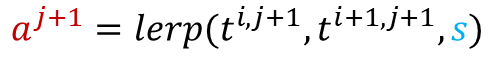 a^{j+1} = lerp(t^{i,j+1}, t^{i+1,j+1}, s)